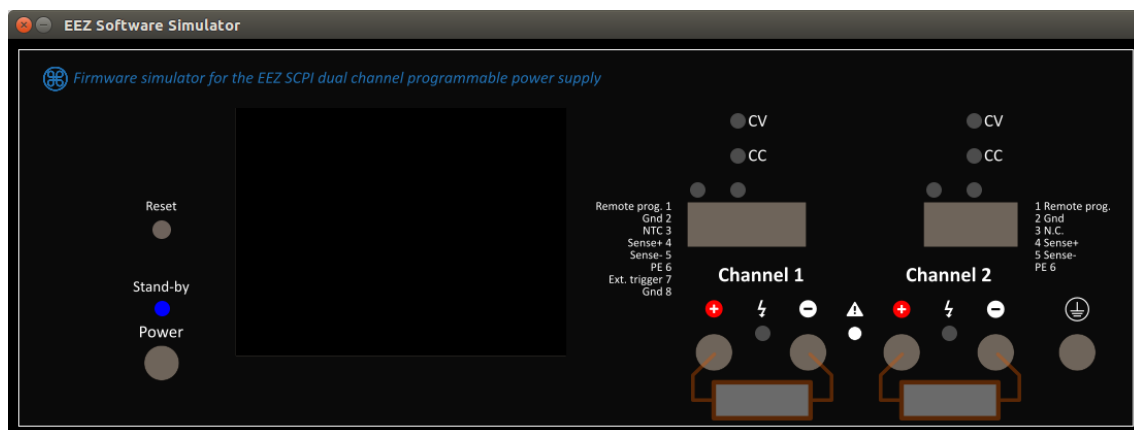 EEZ Software Simulator
Firmware simulator for the EEZ SCPI dual channel programmable power supply
CV
CV
CC
CC
Reset
Remote prog. 1
Gnd 2
NTC 3
Sense+ 4
Sense- 5
PE 6
Ext. trigger 7
Gnd 8
1 Remote prog.
2 Gnd
3 N.C.
4 Sense+
5 Sense-
PE 6
Channel 1
Channel 2
Stand-by
Power